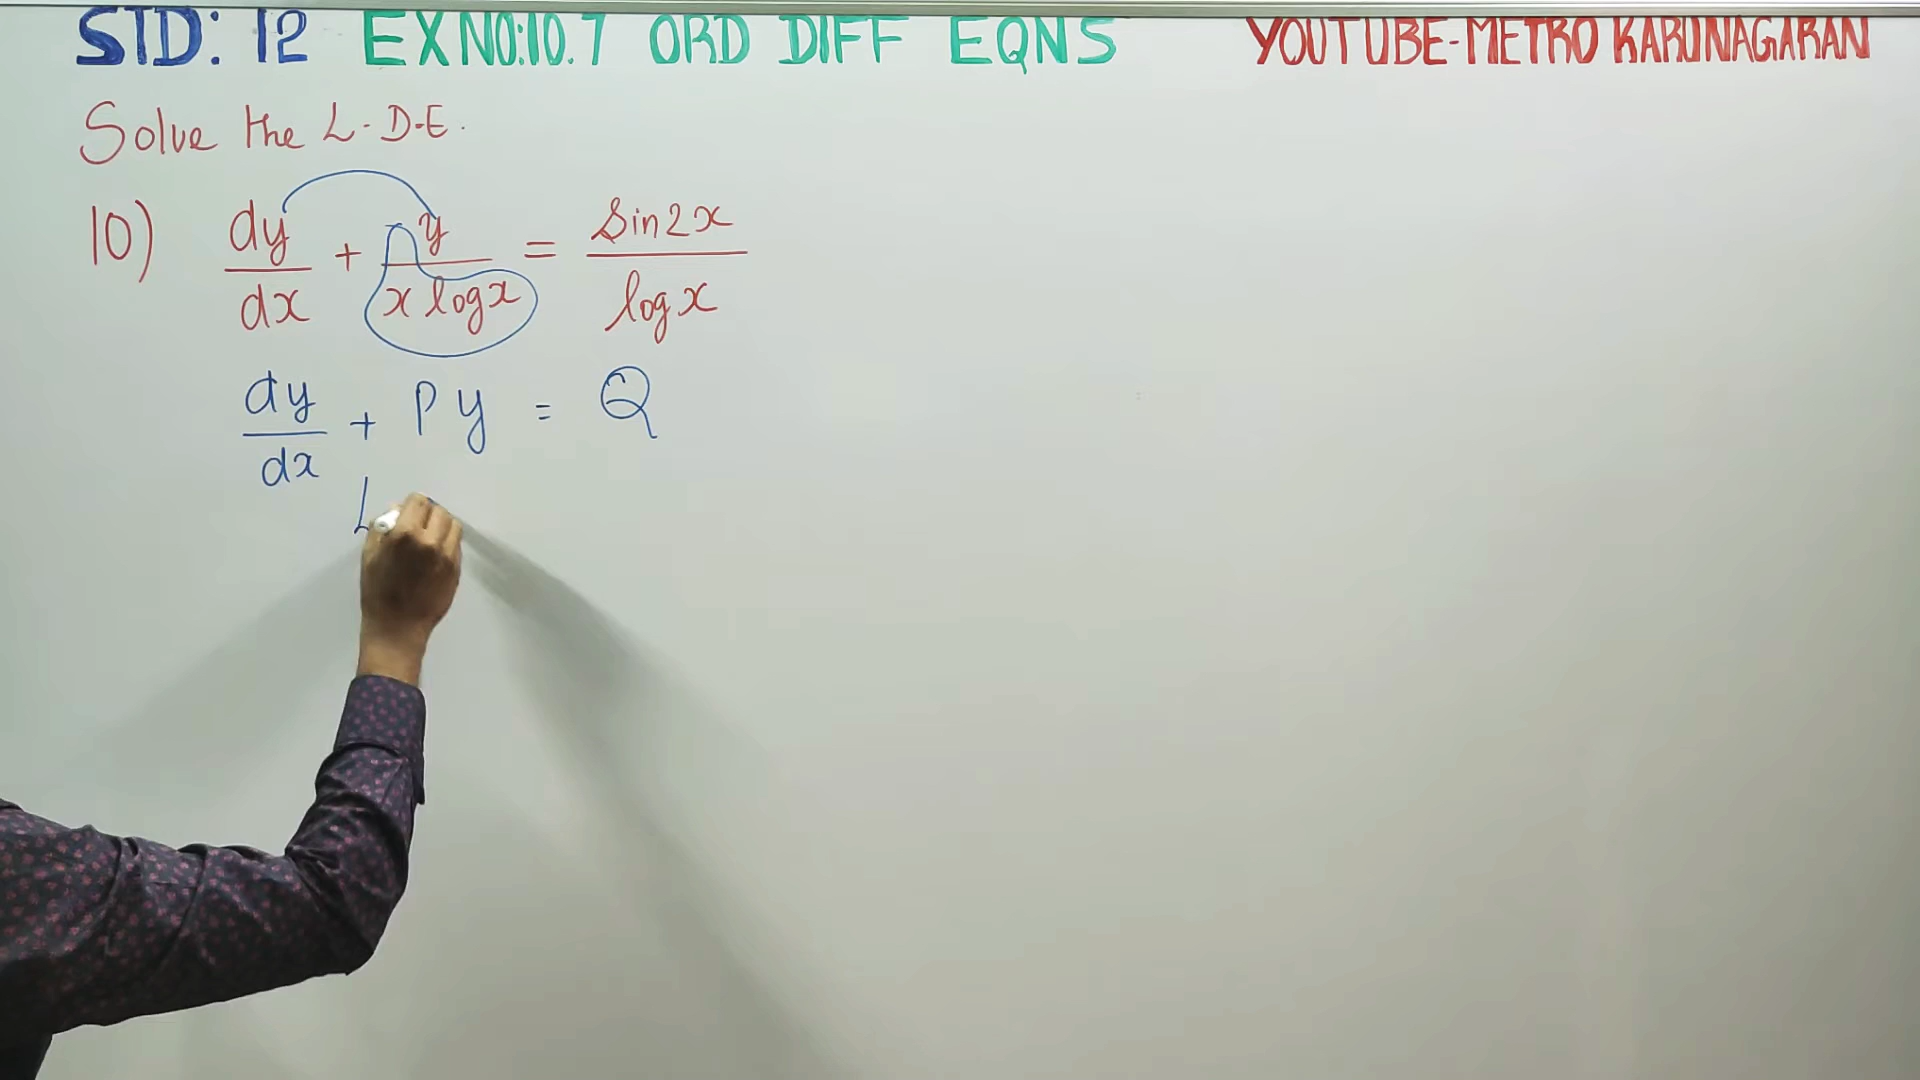 STD: 12 EX NO:10.7 ORD DIFF EQNS YOUTUBE-METRO KARUNAGARAN
Solve the L.D.E.
10) dy/dx + y/(x log x) = Sin2x/log x
dy/dx + Py = Q
L